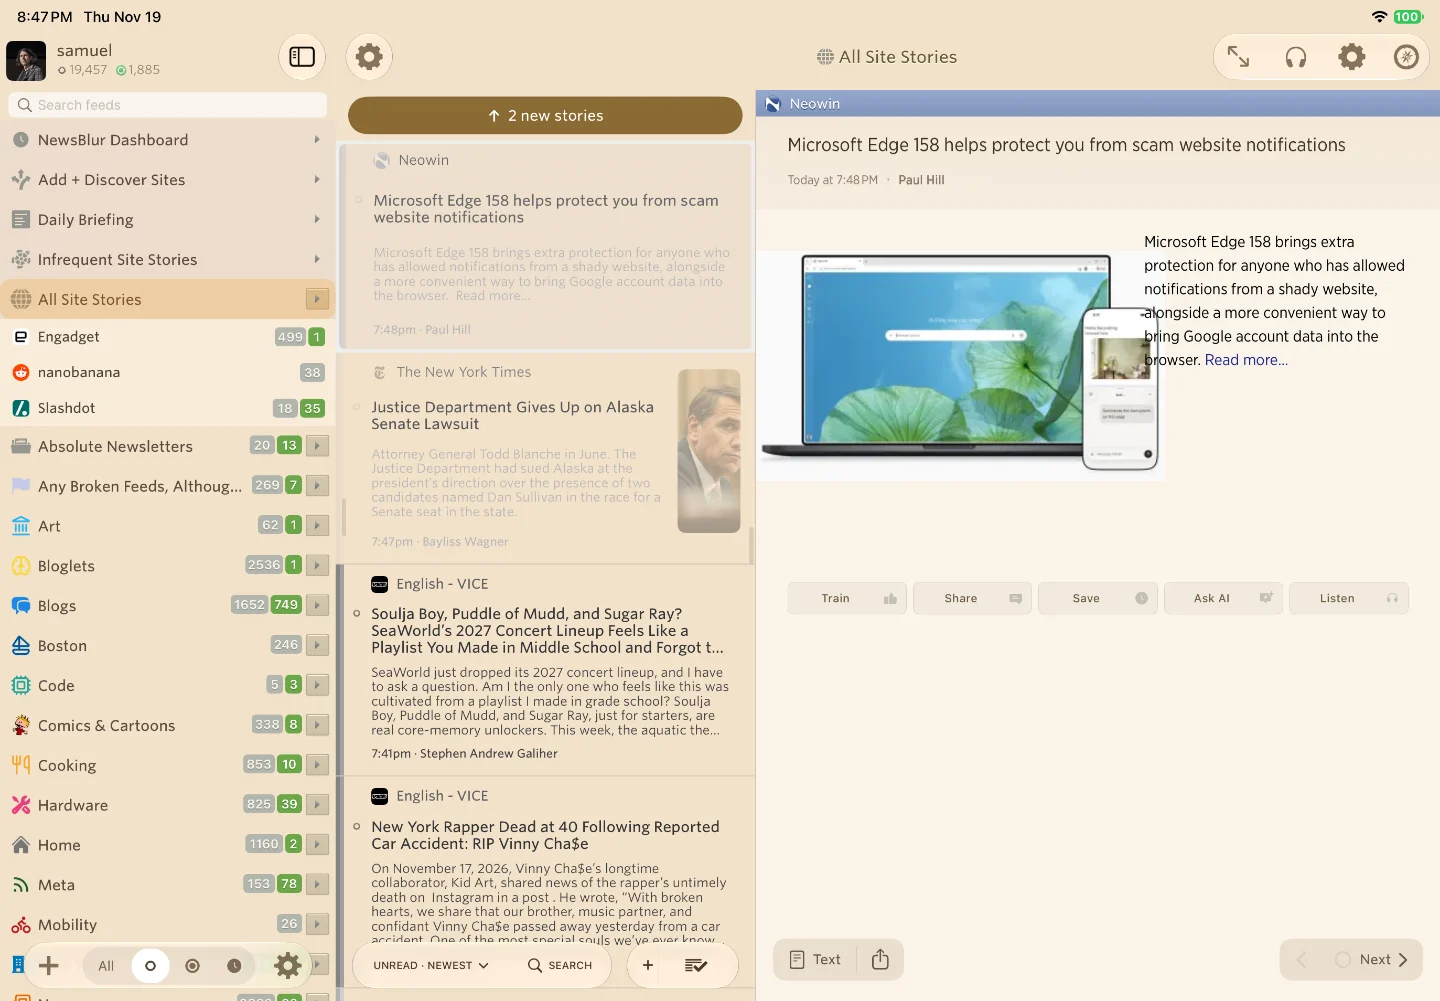 8:47 PM Thu Nov 19
100
samuel
19,457 1,885
Search feeds
NewsBlur Dashboard
Add + Discover Sites
Daily Briefing
Infrequent Site Stories
All Site Stories
Engadget 499 1
nanobanana 38
Slashdot 18 35
Absolute Newsletters 20 13
Any Broken Feeds, Althoug... 269 7
Art 62 1
Bloglets 2536 1
Blogs 1652 749
Boston 246
Code 5 3
Comics & Cartoons 338 8
Cooking 853 10
Hardware 825 39
Home 1160 2
Meta 153 78
Mobility 26
All
↑ 2 new stories
Neowin
Microsoft Edge 158 helps protect you from scam
website notifications
Microsoft Edge 158 brings extra protection for anyone who
has allowed notifications from a shady website, alongside
a more convenient way to bring Google account data into
the browser. Read more...
7:48pm · Paul Hill
The New York Times
Justice Department Gives Up on Alaska
Senate Lawsuit
Attorney General Todd Blanche in June. The
Justice Department had sued Alaska at the
president's direction over the presence of two
candidates named Dan Sullivan in the race for a
Senate seat in the state.
7:47pm · Bayliss Wagner
English - VICE
Soulja Boy, Puddle of Mudd, and Sugar Ray?
SeaWorld's 2027 Concert Lineup Feels Like a
Playlist You Made in Middle School and Forgot t...
SeaWorld just dropped its 2027 concert lineup, and I have
to ask a question. Am I the only one who feels like this was
cultivated from a playlist I made in grade school? Soulja
Boy, Puddle of Mudd, and Sugar Ray, just for starters, are
real core-memory unlockers. This week, the aquatic the...
7:41pm · Stephen Andrew Galiher
English - VICE
New York Rapper Dead at 40 Following Reported
Car Accident: RIP Vinny Cha$e
On November 17, 2026, Vinny Cha$e's longtime
collaborator, Kid Art, shared news of the rapper's untimely
death on Instagram in a post . He wrote, "With broken
hearts, we share that our brother, music partner, and
confidant Vinny Cha$e passed away yesterday from a car
accident. One of the most special souls we've ever know...
UNREAD · NEWEST
SEARCH
All Site Stories
Neowin
Microsoft Edge 158 helps protect you from scam website notifications
Today at 7:48 PM · Paul Hill
Microsoft Edge 158 brings extra
protection for anyone who has allowed
notifications from a shady website,
alongside a more convenient way to
bring Google account data into the
browser. Read more...
Train
Share
Save
Ask AI
Listen
Text
Next